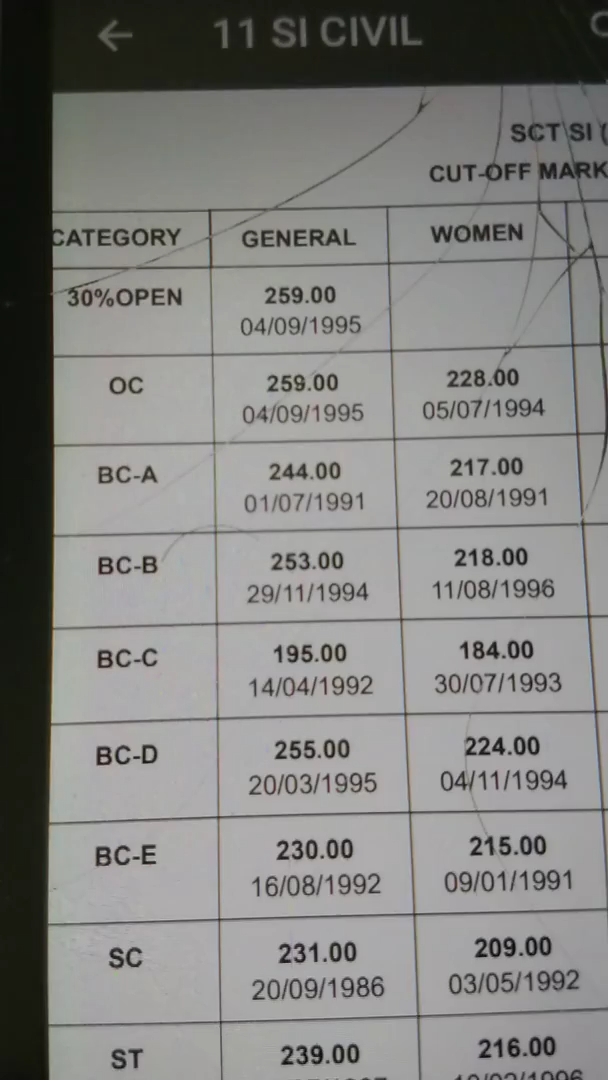 11 SI CIVIL
SCT SI (
CUT-OFF MARK
CATEGORY GENERAL WOMEN
30%OPEN 259.00
04/09/1995
OC 259.00 228.00
04/09/1995 05/07/1994
BC-A 244.00 217.00
01/07/1991 20/08/1991
BC-B 253.00 218.00
29/11/1994 11/08/1996
BC-C 195.00 184.00
14/04/1992 30/07/1993
BC-D 255.00 224.00
20/03/1995 04/11/1994
BC-E 230.00 215.00
16/08/1992 09/01/1991
SC 231.00 209.00
20/09/1986 03/05/1992
ST 239.00 216.00